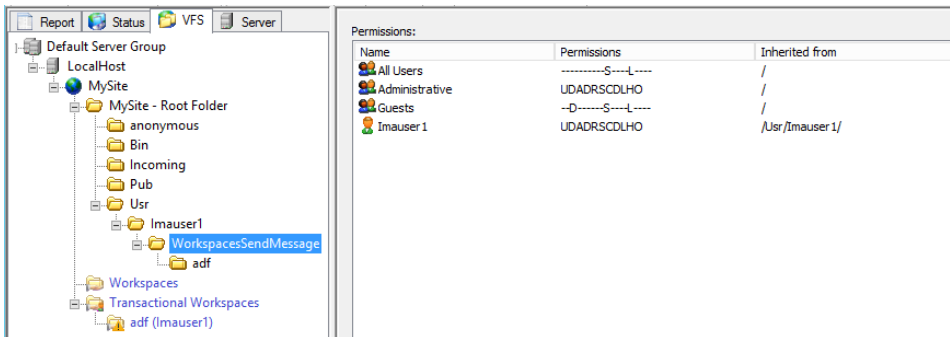 Report Status VFS Server
Default Server Group
LocalHost
MySite
MySite - Root Folder
anonymous
Bin
Incoming
Pub
Usr
Imauser1
WorkspacesSendMessage
adf
Workspaces
Transactional Workspaces
adf (Imauser1)
Permissions:
Name Permissions Inherited from
All Users ----------S----L---- /
Administrative UDADRSCDLHO /
Guests --D------S----L---- /
Imauser1 UDADRSCDLHO /Usr/Imauser1/